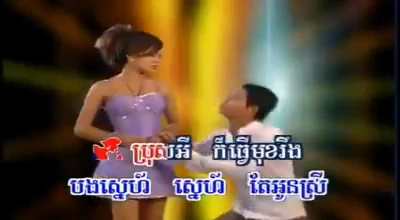 ប្រុសអី ក៏ធ្វើមុខរឹង
បងស្នេហ៍ ស្នេហ៍ តែអូនស្រី